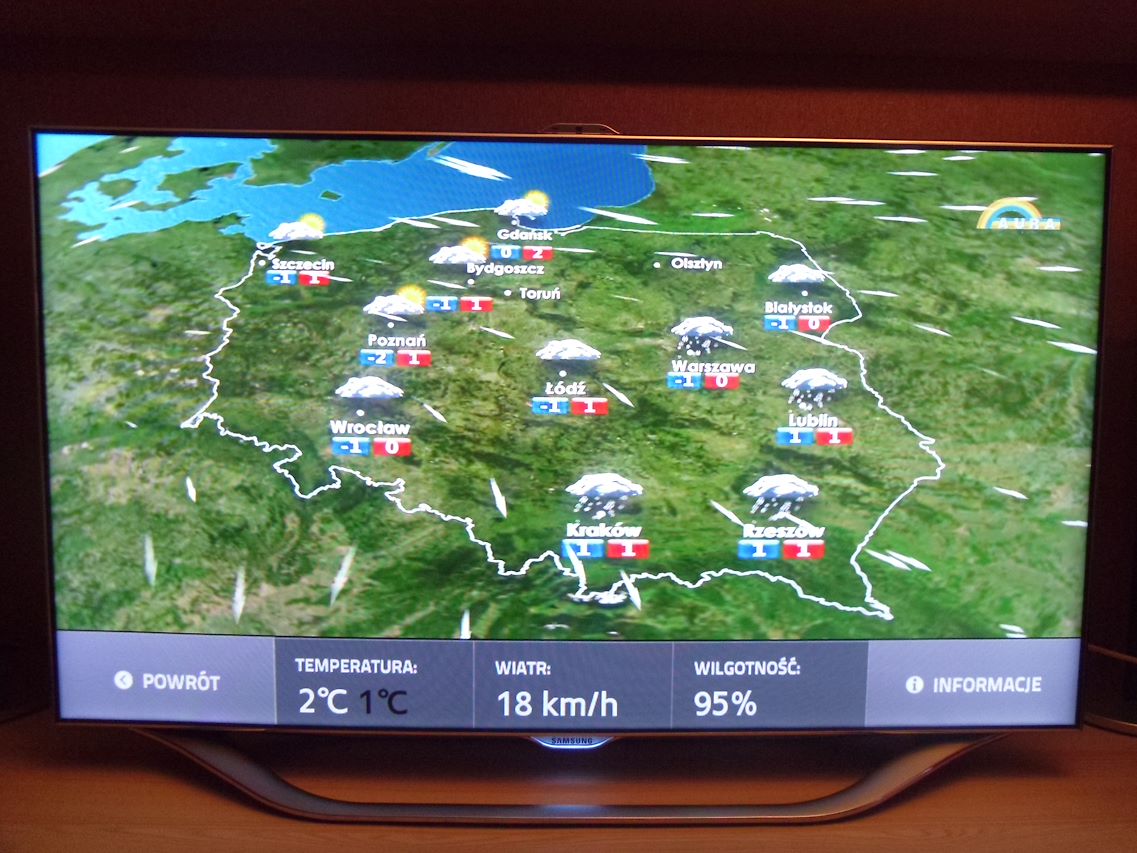 Gdańsk
0 2
Szczecin
-1 1
Bydgoszcz
Olsztyn
Toruń
-1 1
Białystok
-1 0
Poznań
-2 1
Warszawa
-1 0
Łódź
-1 1
Lublin
1 1
Wrocław
-1 0
Kraków
1 1
Rzeszów
1 1
POWRÓT
TEMPERATURA:
2°C 1°C
WIATR:
18 km/h
WILGOTNOŚĆ:
95%
INFORMACJE
SAMSUNG